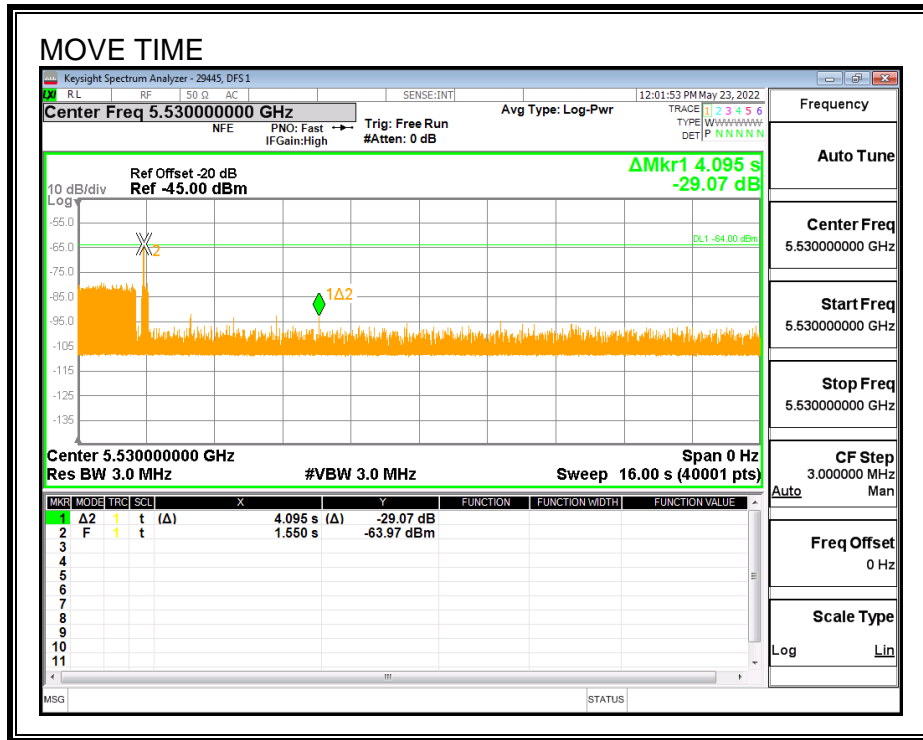 MOVE TIME
Keysight Spectrum Analyzer - 29445, DFS 1
LXI RL RF 50 Ω AC SENSE:INT 12:01:53 PM May 23, 2022
Center Freq 5.530000000 GHz Avg Type: Log-Pwr TRACE 1 2 3 4 5 6
NFE PNO: Fast Trig: Free Run TYPE WWWWWWW
IFGain:High #Atten: 0 dB DET P N N N N N
ΔMkr1 4.095 s
-29.07 dB
Ref Offset -20 dB
10 dB/div Ref -45.00 dBm
Log
-55.0
DL1 -64.00 dBm
-65.0
2
-75.0
-85.0
1Δ2
-95.0
-105
-115
-125
-135
Center 5.530000000 GHz Span 0 Hz
Res BW 3.0 MHz #VBW 3.0 MHz Sweep 16.00 s (40001 pts)
MKR MODE TRC SCL X Y FUNCTION FUNCTION WIDTH FUNCTION VALUE
1 Δ2 1 t (Δ) 4.095 s (Δ) -29.07 dB
2 F 1 t 1.550 s -63.97 dBm
3
4
5
6
7
8
9
10
11
MSG STATUS
Frequency
Auto Tune
Center Freq
5.530000000 GHz
Start Freq
5.530000000 GHz
Stop Freq
5.530000000 GHz
CF Step
3.000000 MHz
Auto Man
Freq Offset
0 Hz
Scale Type
Log Lin